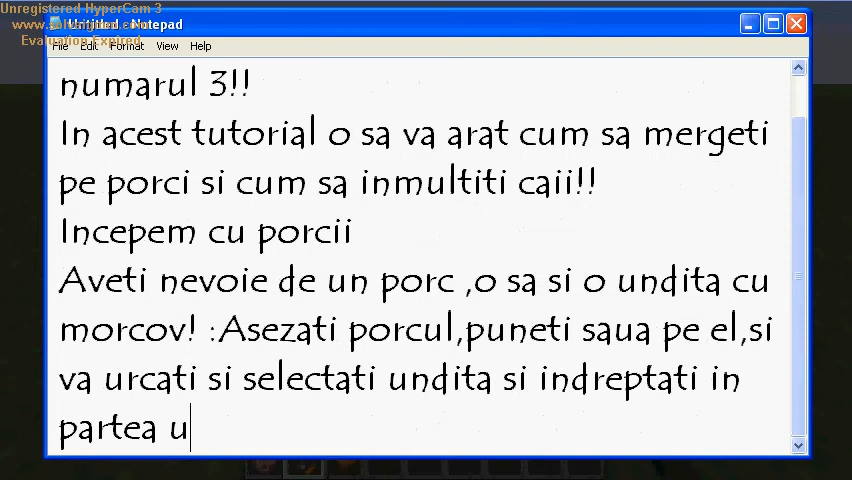 Unregistered HyperCam 3
Evaluation Expired
Untitled - Notepad
File Edit Format View Help
numarul 3!!
In acest tutorial o sa va arat cum sa mergeti
pe porci si cum sa inmultiti caii!!
Incepem cu porcii
Aveti nevoie de un porc ,o sa si o undita cu
morcov! :Asezati porcul,puneti saua pe el,si
va urcati si selectati undita si indreptati in
partea u